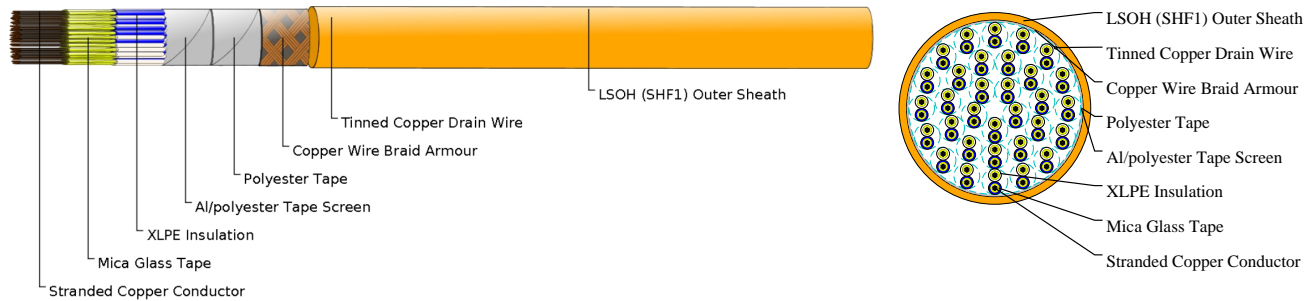 LSOH (SHF1) Outer Sheath
Tinned Copper Drain Wire
Copper Wire Braid Armour
Polyester Tape
Al/polyester Tape Screen
XLPE Insulation
Mica Glass Tape
Stranded Copper Conductor
LSOH (SHF1) Outer Sheath
Tinned Copper Drain Wire
Copper Wire Braid Armour
Polyester Tape
Al/polyester Tape Screen
XLPE Insulation
Mica Glass Tape
Stranded Copper Conductor